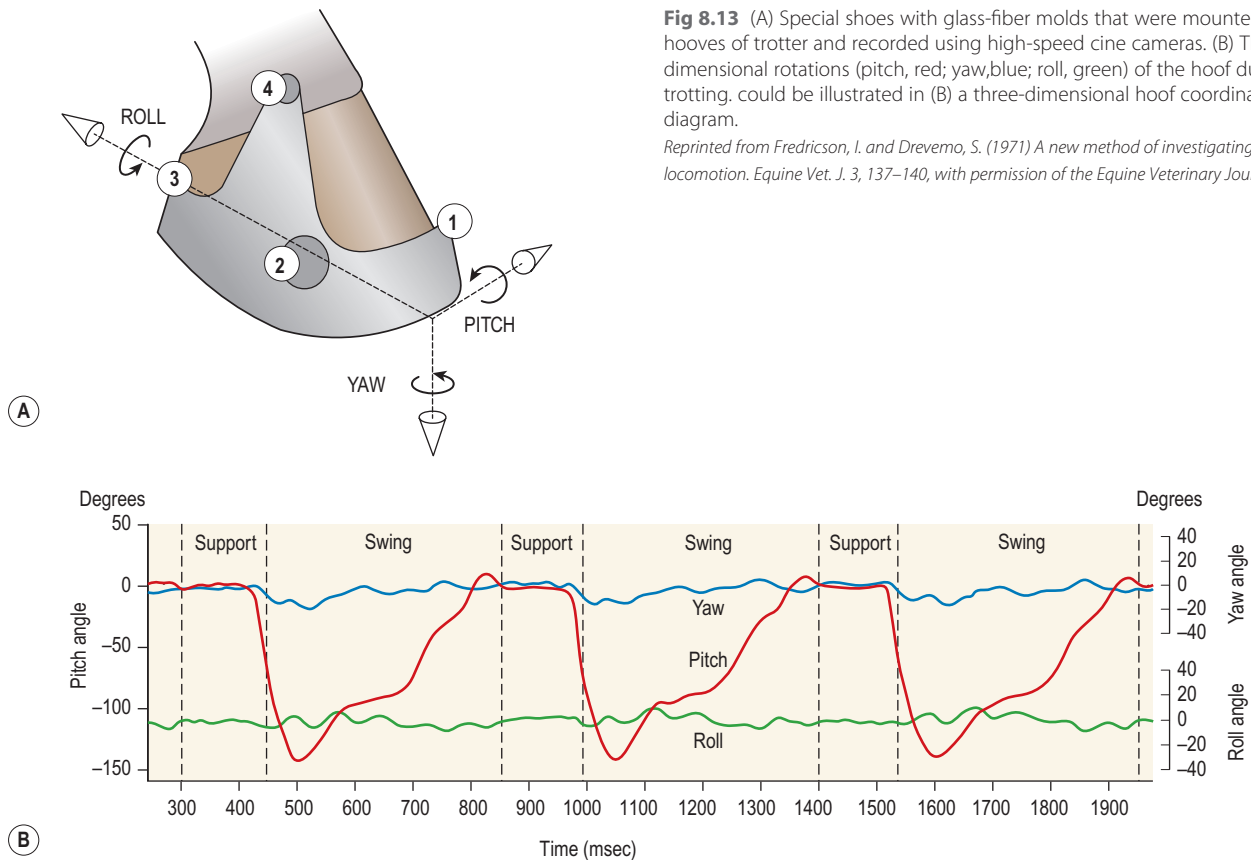 Fig 8.13 (A) Special shoes with glass-fiber molds that were mounte
hooves of trotter and recorded using high-speed cine cameras. (B) T
dimensional rotations (pitch, red; yaw,blue; roll, green) of the hoof du
trotting. could be illustrated in (B) a three-dimensional hoof coordina
diagram.
Reprinted from Fredricson, I. and Drevemo, S. (1971) A new method of investigating
locomotion. Equine Vet. J. 3, 137–140, with permission of the Equine Veterinary Jou
4
ROLL
3
1
2
PITCH
YAW
A
Degrees Degrees
Support Swing Support Swing Support Swing
50
0
–50
–100
–150
Pitch angle
Yaw
Pitch
Roll
40
20
0
–20
–40
Yaw angle
40
20
0
–20
–40
Roll angle
300 400 500 600 700 800 900 1000 1100 1200 1300 1400 1500 1600 1700 1800 1900
Time (msec)
B